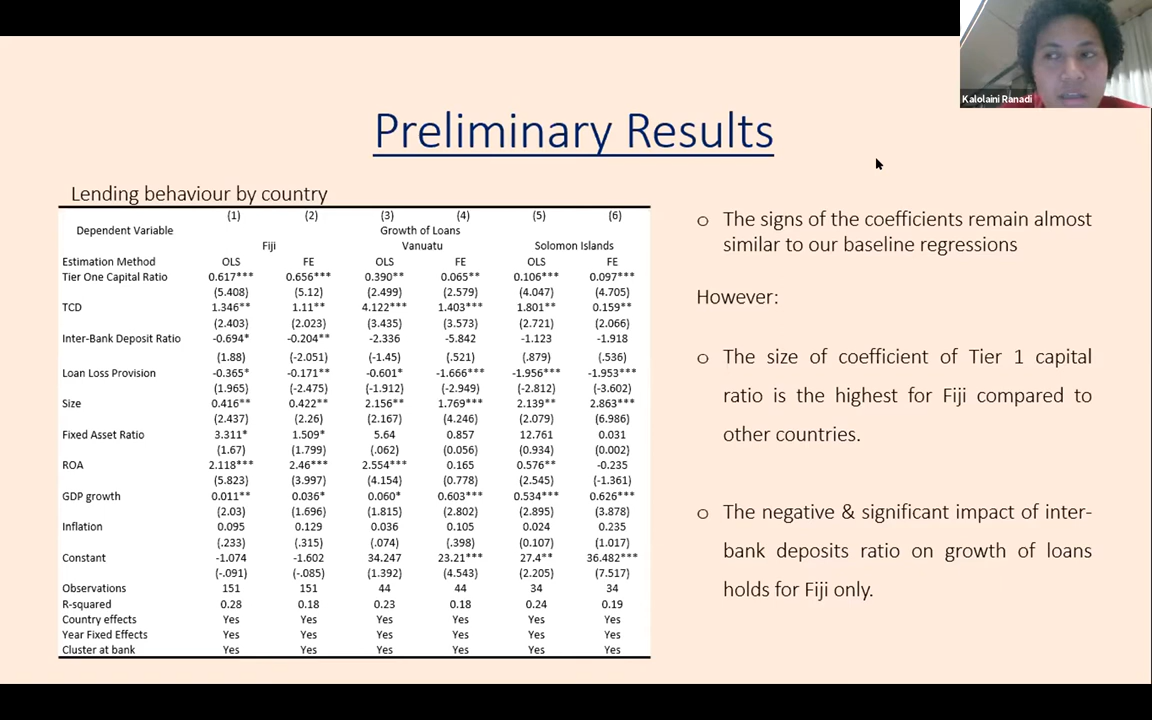 Kalolaini Ranadi
Preliminary Results
Lending behaviour by country
(1) (2) (3) (4) (5) (6)
Dependent Variable Growth of Loans
Fiji Vanuatu Solomon Islands
Estimation Method OLS FE OLS FE OLS FE
Tier One Capital Ratio 0.617*** 0.656*** 0.390** 0.065** 0.106*** 0.097***
(5.408) (5.12) (2.499) (2.579) (4.047) (4.705)
TCD 1.346** 1.11** 4.122*** 1.403*** 1.801** 0.159**
(2.403) (2.023) (3.435) (3.573) (2.721) (2.066)
Inter-Bank Deposit Ratio -0.694* -0.204** -2.336 -5.842 -1.123 -1.918
(1.88) (-2.051) (-1.45) (.521) (.879) (.536)
Loan Loss Provision -0.365* -0.171** -0.601* -1.666*** -1.956*** -1.953***
(1.965) (-2.475) (-1.912) (-2.949) (-2.812) (-3.602)
Size 0.416** 0.422** 2.156** 1.769*** 2.139** 2.863***
(2.437) (2.26) (2.167) (4.246) (2.079) (6.986)
Fixed Asset Ratio 3.311* 1.509* 5.64 0.857 12.761 0.031
(1.67) (1.799) (.062) (0.056) (0.934) (0.002)
ROA 2.118*** 2.46*** 2.554*** 0.165 0.576** -0.235
(5.823) (3.997) (4.154) (0.778) (2.545) (-1.361)
GDP growth 0.011** 0.036* 0.060* 0.603*** 0.534*** 0.626***
(2.03) (1.696) (1.815) (2.802) (2.895) (3.878)
Inflation 0.095 0.129 0.036 0.105 0.024 0.235
(.233) (.315) (.074) (.398) (0.107) (1.017)
Constant -1.074 -1.602 34.247 23.21*** 27.4** 36.482***
(-.091) (-.085) (1.392) (4.543) (2.205) (7.517)
Observations 151 151 44 44 34 34
R-squared 0.28 0.18 0.23 0.18 0.24 0.19
Country effects Yes Yes Yes Yes Yes Yes
Year Fixed Effects Yes Yes Yes Yes Yes Yes
Cluster at bank Yes Yes Yes Yes Yes Yes
o The signs of the coefficients remain almost
similar to our baseline regressions
However:
o The size of coefficient of Tier 1 capital
ratio is the highest for Fiji compared to
other countries.
o The negative & significant impact of inter-
bank deposits ratio on growth of loans
holds for Fiji only.